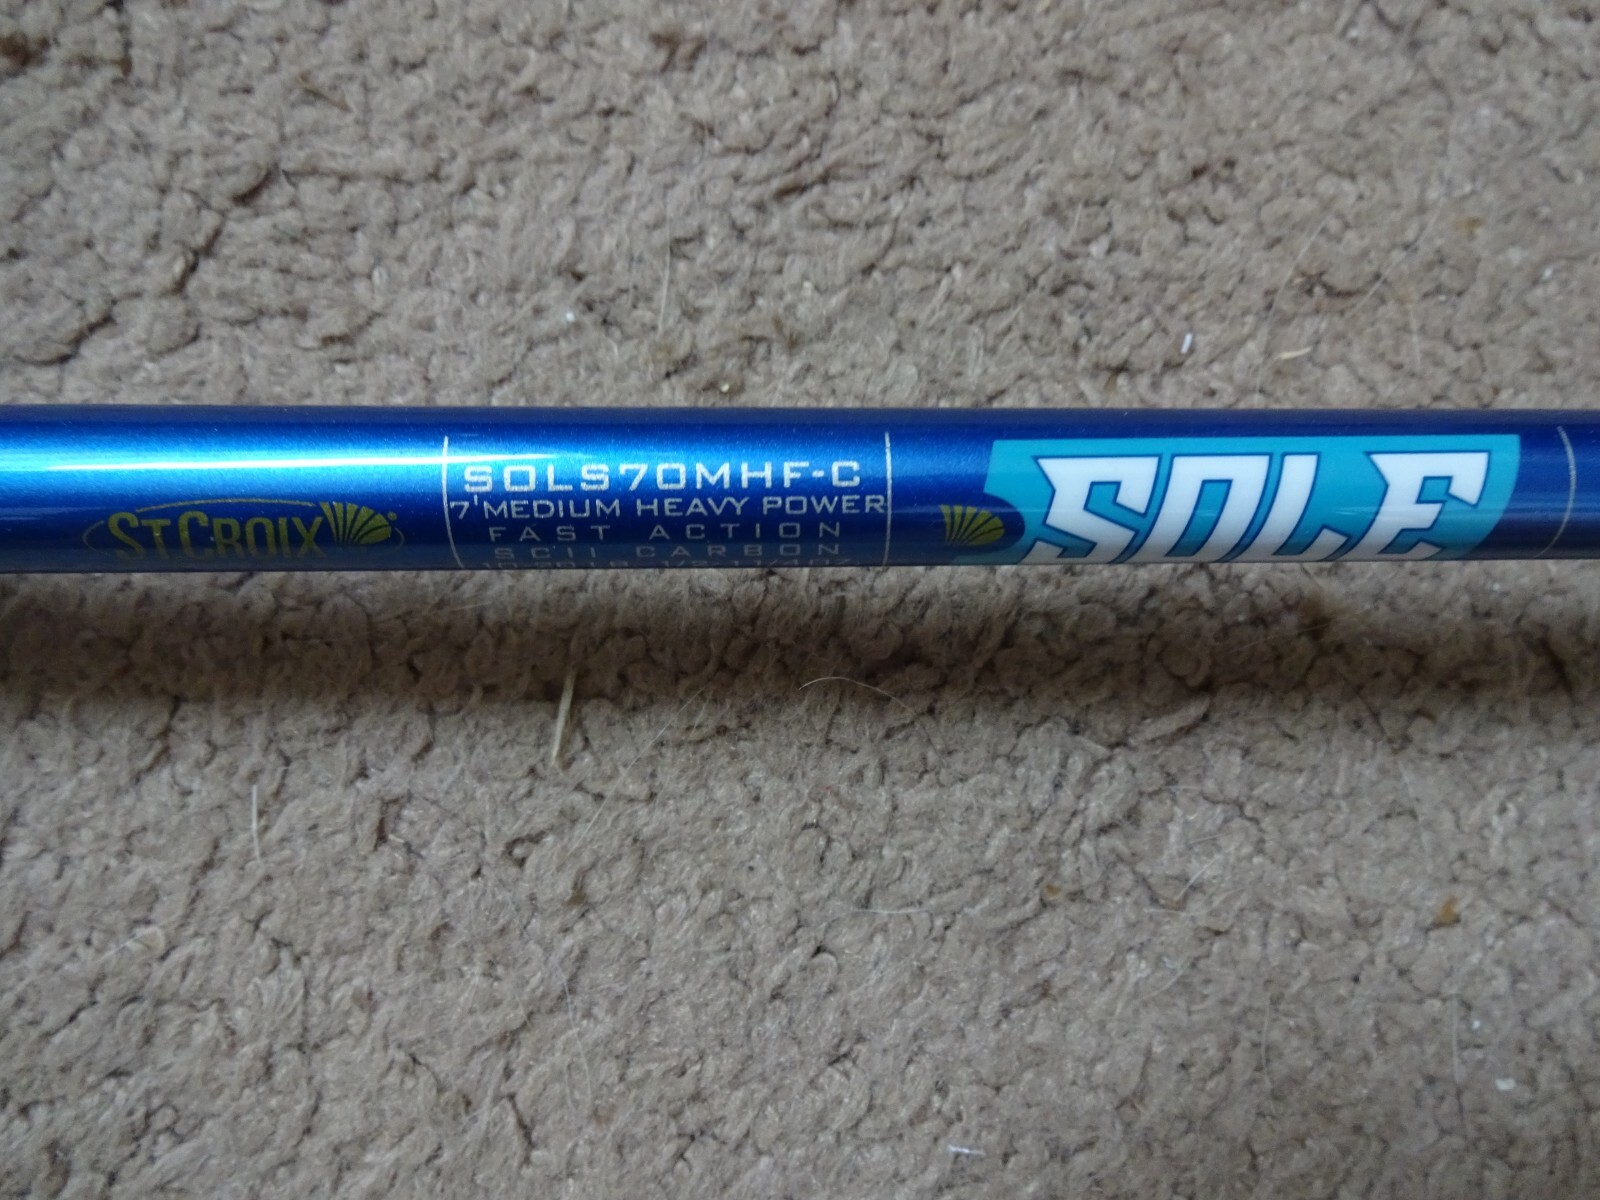 ST.CROIX
SOLS70MHF-C
7' MEDIUM HEAVY POWER
FAST ACTION
SCII CARBON
SOLE